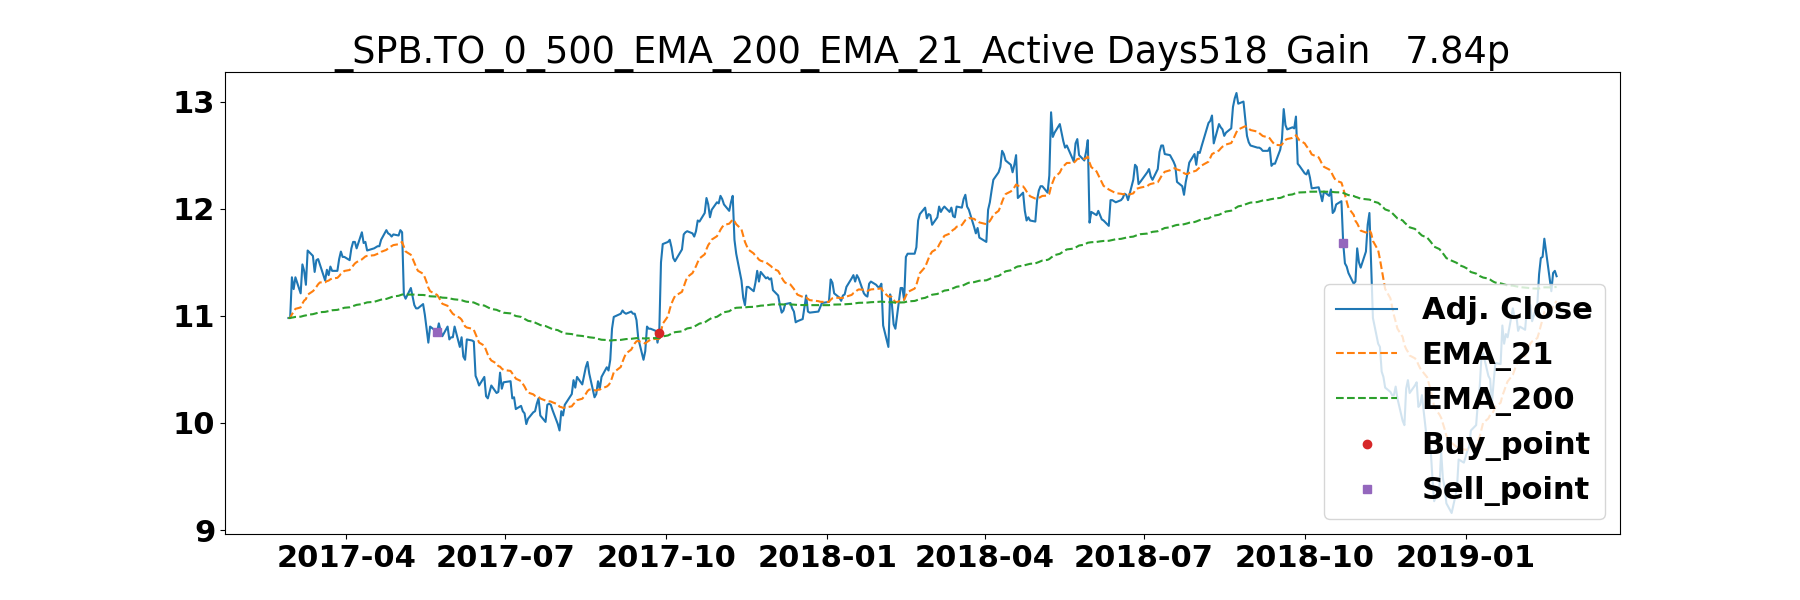 _SPB.TO_0_500_EMA_200_EMA_21_Active Days518_Gain   7.84p
13
12
11
10
9
2017-04 2017-07 2017-10 2018-01 2018-04 2018-07 2018-10 2019-01
Adj. Close
EMA_21
EMA_200
Buy_point
Sell_point